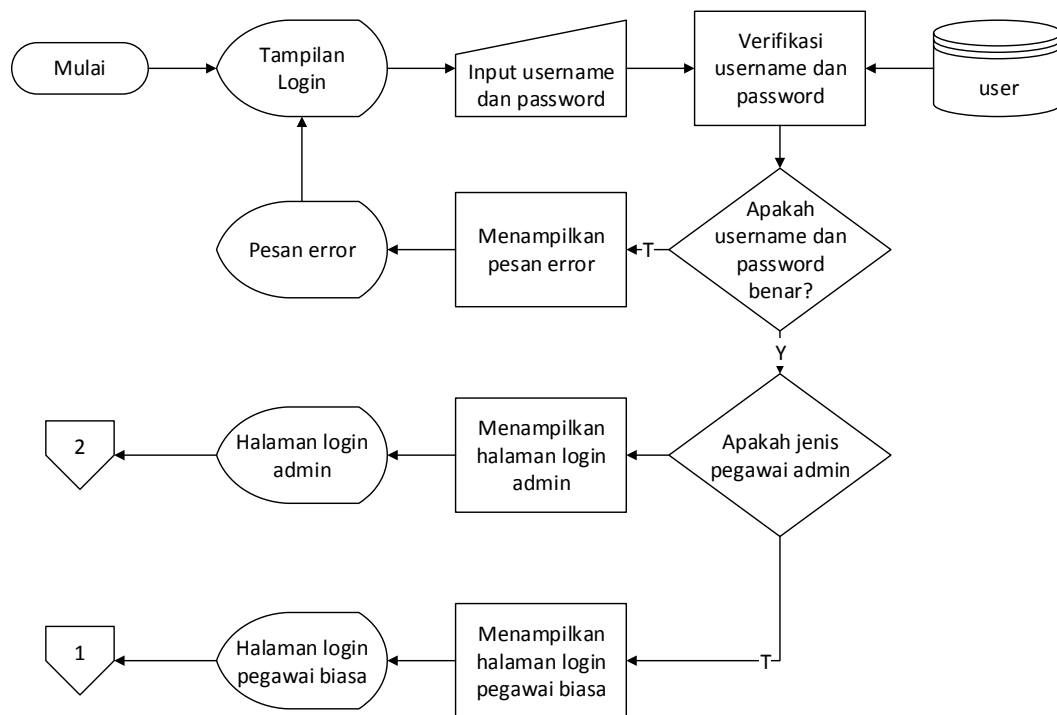 Mulai
Tampilan
Login
Input username
dan password
Verifikasi
username dan
password
user
Pesan error
Menampilkan
pesan error
T
Apakah
username dan
password
benar?
Y
2
Halaman login
admin
Menampilkan
halaman login
admin
Apakah jenis
pegawai admin
1
Halaman login
pegawai biasa
Menampilkan
halaman login
pegawai biasa
T